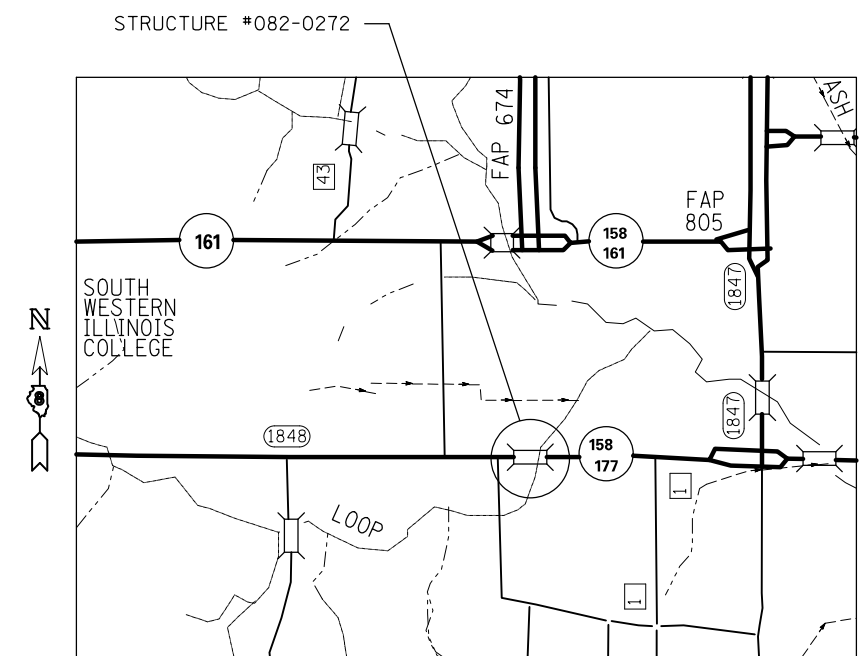 STRUCTURE #082-0272
ASH
FAP 674
43
FAP
805
161
158
161
1847
SOUTH
WESTERN
ILLINOIS
COLLEGE
N
8
1847
1848
158
177
1
LOOP
1